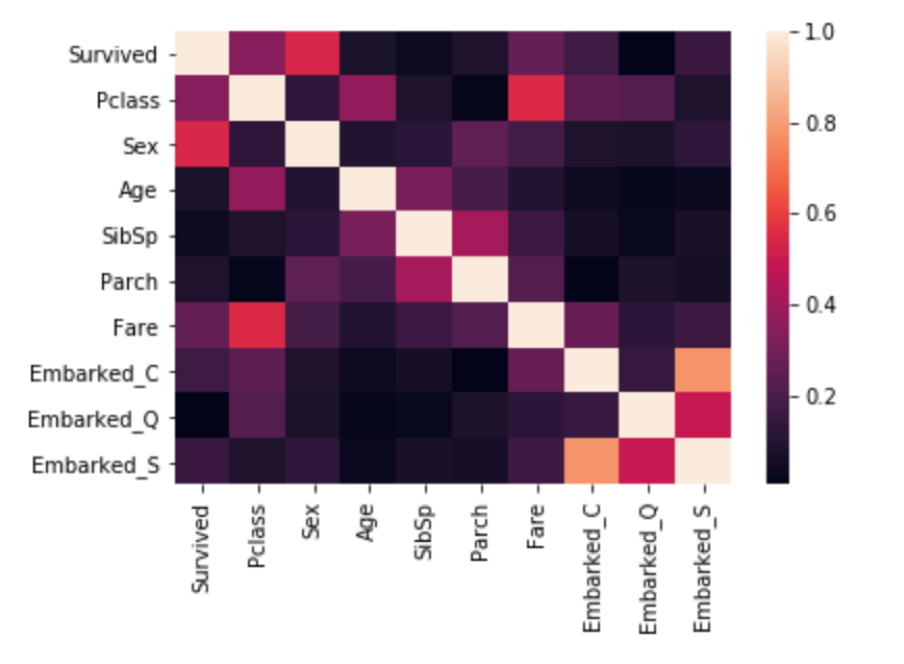 Survived
Pclass
Sex
Age
SibSp
Parch
Fare
Embarked_C
Embarked_Q
Embarked_S
Survived
Pclass
Sex
Age
SibSp
Parch
Fare
Embarked_C
Embarked_Q
Embarked_S
1.0
0.8
0.6
0.4
0.2